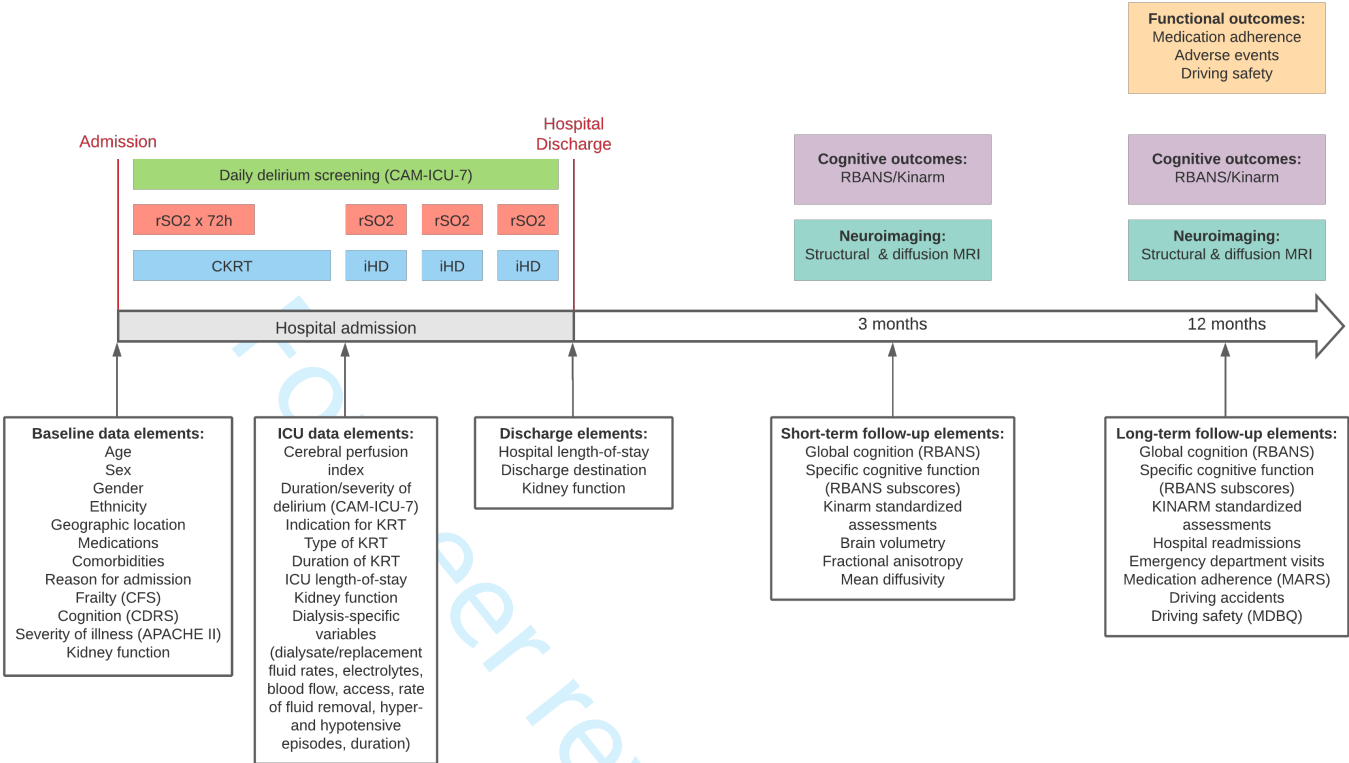 Functional outcomes:
Medication adherence
Adverse events
Driving safety
Admission
Hospital
Discharge
Daily delirium screening (CAM-ICU-7)
rSO2 x 72h
rSO2
rSO2
rSO2
CKRT
iHD
iHD
iHD
Cognitive outcomes:
RBANS/Kinarm
Neuroimaging:
Structural & diffusion MRI
Cognitive outcomes:
RBANS/Kinarm
Neuroimaging:
Structural & diffusion MRI
Hospital admission
3 months
12 months
Baseline data elements:
Age
Sex
Gender
Ethnicity
Geographic location
Medications
Comorbidities
Reason for admission
Frailty (CFS)
Cognition (CDRS)
Severity of illness (APACHE II)
Kidney function
ICU data elements:
Cerebral perfusion
index
Duration/severity of
delirium (CAM-ICU-7)
Indication for KRT
Type of KRT
Duration of KRT
ICU length-of-stay
Kidney function
Dialysis-specific
variables
(dialysate/replacement
fluid rates, electrolytes,
blood flow, access, rate
of fluid removal, hyper-
and hypotensive
episodes, duration)
Discharge elements:
Hospital length-of-stay
Discharge destination
Kidney function
Short-term follow-up elements:
Global cognition (RBANS)
Specific cognitive function
(RBANS subscores)
Kinarm standardized
assessments
Brain volumetry
Fractional anisotropy
Mean diffusivity
Long-term follow-up elements:
Global cognition (RBANS)
Specific cognitive function
(RBANS subscores)
KINARM standardized
assessments
Hospital readmissions
Emergency department visits
Medication adherence (MARS)
Driving accidents
Driving safety (MDBQ)